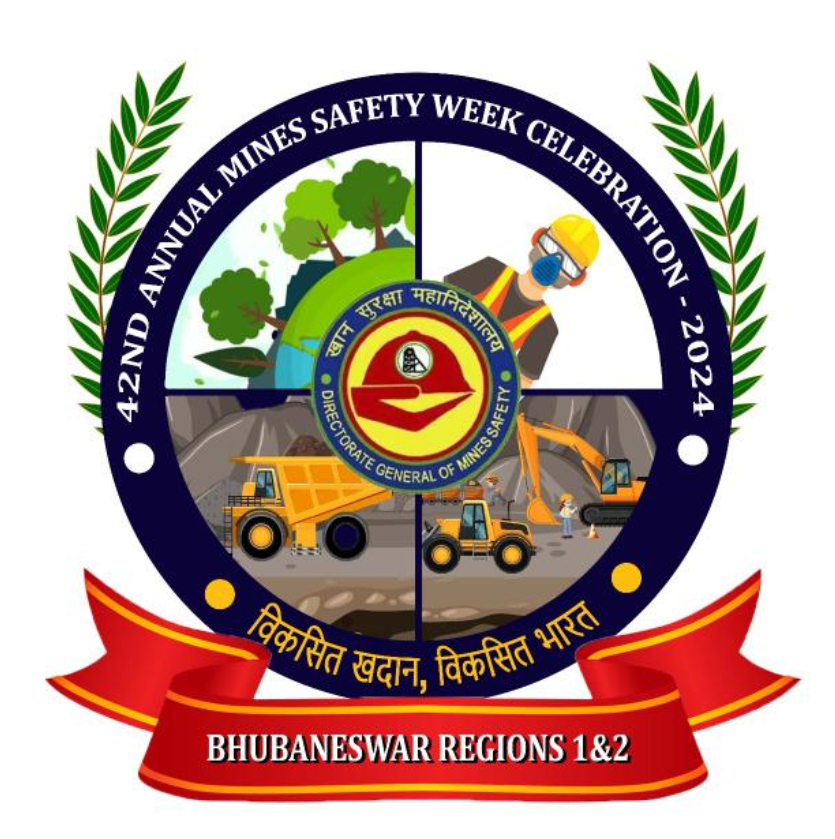 42ND ANNUAL MINES SAFETY WEEK CELEBRATION - 2024
खान सुरक्षा महानिदेशालय
DIRECTORATE GENERAL OF MINES SAFETY
विकसित खदान, विकसित भारत
BHUBANESWAR REGIONS 1&2